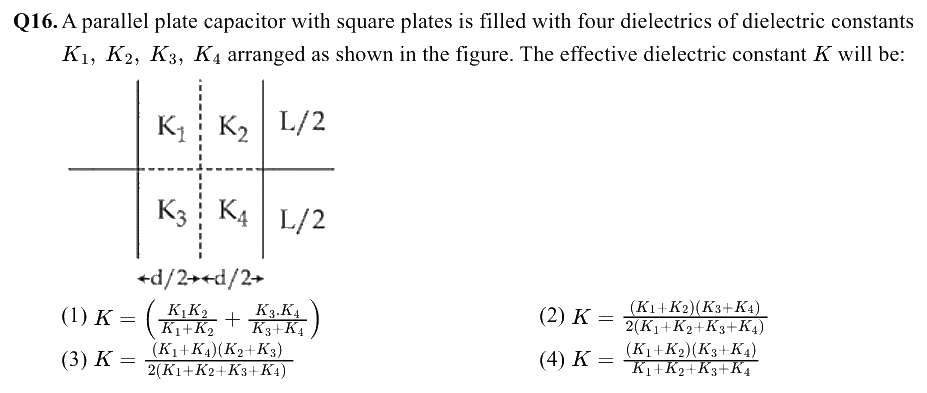 Q16. A parallel plate capacitor with square plates is filled with four dielectrics of dielectric constants
K₁, K₂, K₃, K₄ arranged as shown in the figure. The effective dielectric constant K will be:
K₁ K₂ L/2
K₃ K₄ L/2
←d/2→←d/2→
(1) K = (K₁K₂/(K₁+K₂) + K₃.K₄/(K₃+K₄)) (2) K = (K₁+K₂)(K₃+K₄)/2(K₁+K₂+K₃+K₄)
(3) K = (K₁+K₄)(K₂+K₃)/2(K₁+K₂+K₃+K₄) (4) K = (K₁+K₂)(K₃+K₄)/K₁+K₂+K₃+K₄